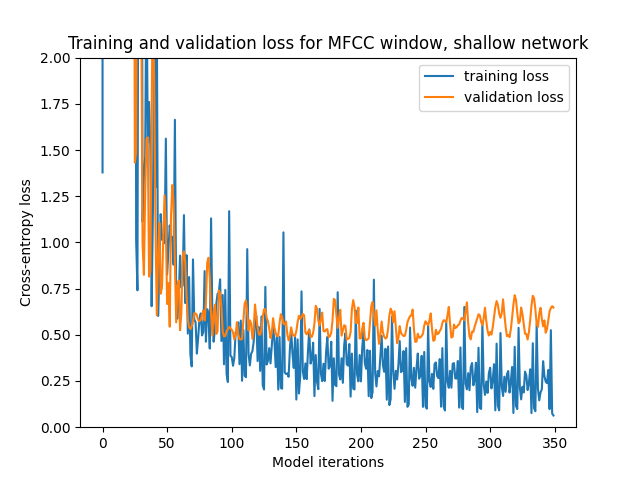 Training and validation loss for MFCC window, shallow network
training loss
validation loss
2.00
1.75
1.50
1.25
1.00
0.75
0.50
0.25
0.00
Cross-entropy loss
0 50 100 150 200 250 300 350
Model iterations